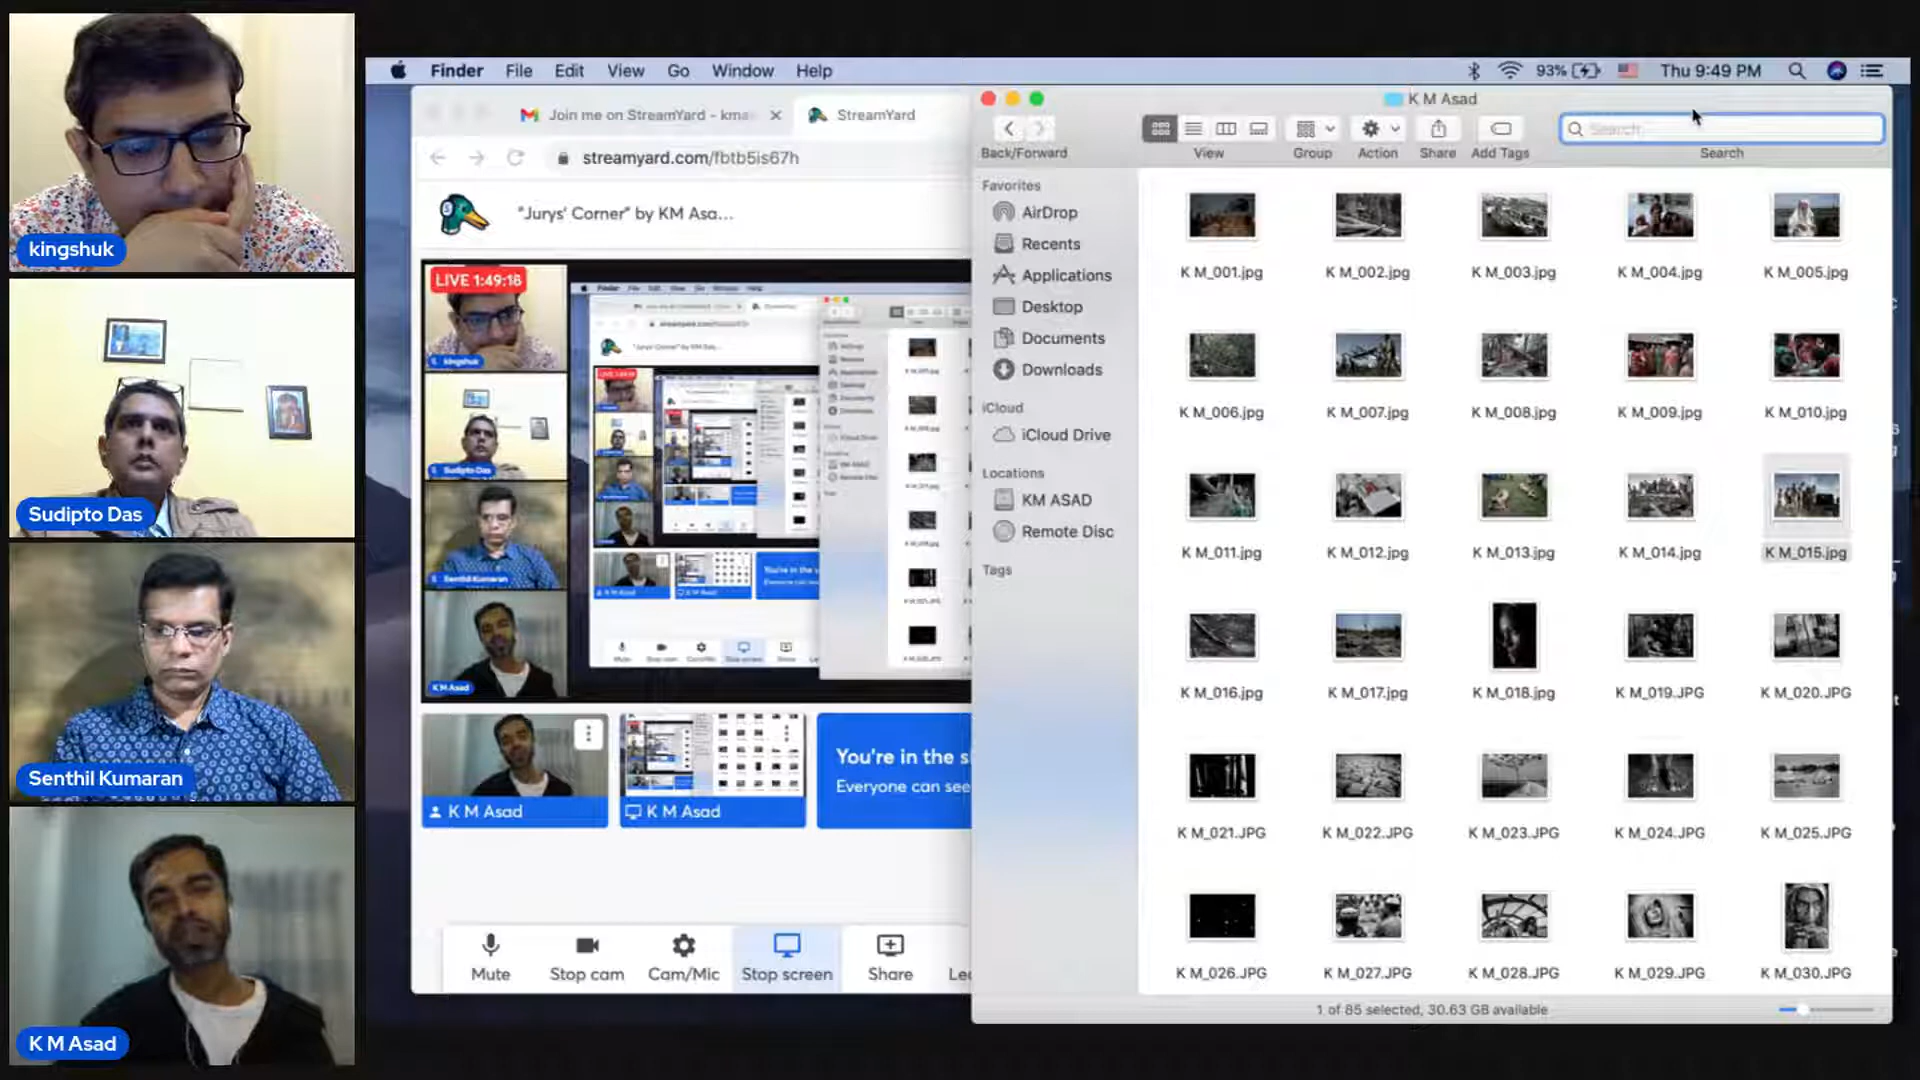 kingshuk
Sudipto Das
Senthil Kumaran
K M Asad
Finder File Edit View Go Window Help
93% Thu 9:49 PM
Join me on StreamYard - kma
StreamYard
streamyard.com/fbtb5is67h
"Jurys' Corner" by KM Asa...
LIVE 1:49:18
kingshuk
Sudipto Das
Senthil Kumaran
K M Asad
K M Asad
K M Asad
You're in the s
Everyone can see
Mute
Stop cam
Cam/Mic
Stop screen
Share
K M Asad
Back/Forward
View
Group
Action
Share
Add Tags
Search
Search
Favorites
AirDrop
Recents
Applications
Desktop
Documents
Downloads
iCloud
iCloud Drive
Locations
KM ASAD
Remote Disc
Tags
K M_001.jpg K M_002.jpg K M_003.jpg K M_004.jpg K M_005.jpg
K M_006.jpg K M_007.jpg K M_008.jpg K M_009.jpg K M_010.jpg
K M_011.jpg K M_012.jpg K M_013.jpg K M_014.jpg K M_015.jpg
K M_016.jpg K M_017.jpg K M_018.jpg K M_019.JPG K M_020.JPG
K M_021.JPG K M_022.JPG K M_023.JPG K M_024.JPG K M_025.JPG
K M_026.JPG K M_027.JPG K M_028.JPG K M_029.JPG K M_030.JPG
1 of 85 selected, 30.63 GB available